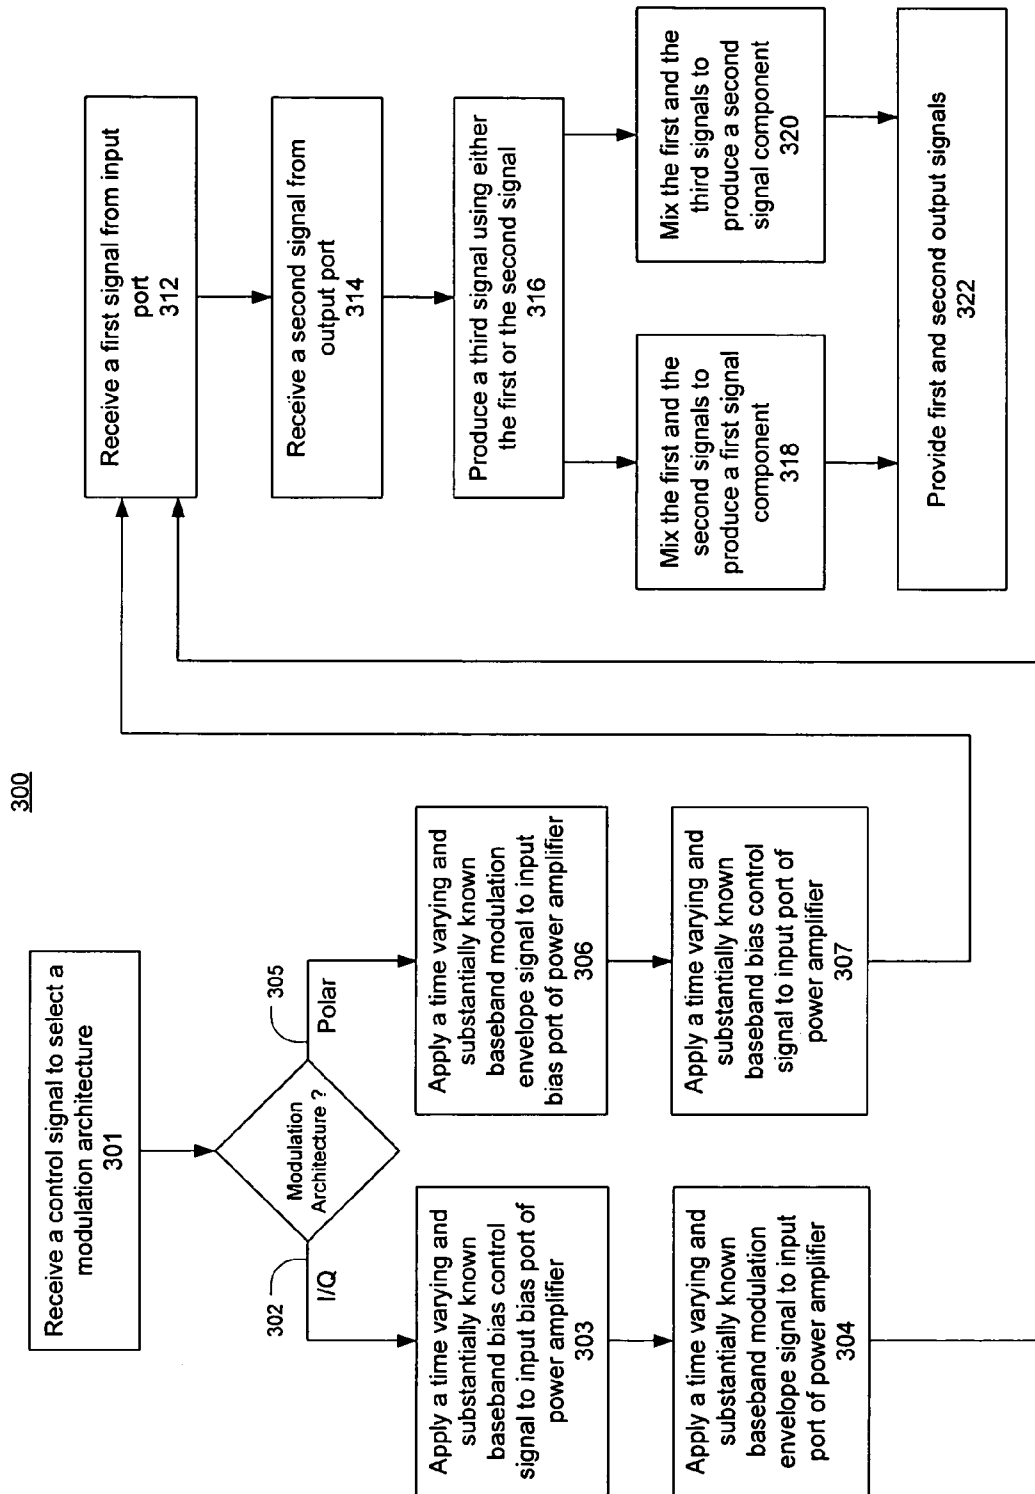 300
Receive a control signal to select a
modulation architecture
301
Modulation
Architecture ?
302
I/Q
305
Polar
Apply a time varying and
substantially known
baseband bias control
signal to input bias port of
power amplifier
303
Apply a time varying and
substantially known
baseband modulation
envelope signal to input
port of power amplifier
304
Apply a time varying and
substantially known
baseband modulation
envelope signal to input
bias port of power amplifier
306
Apply a time varying and
substantially known
baseband bias control
signal to input port of
power amplifier
307
Receive a first signal from input
port
312
Receive a second signal from
output port
314
Produce a third signal using either
the first or the second signal
316
Mix the first and the
second signals to
produce a first signal
component
318
Mix the first and the
third signals to
produce a second
signal component
320
Provide first and second output signals
322